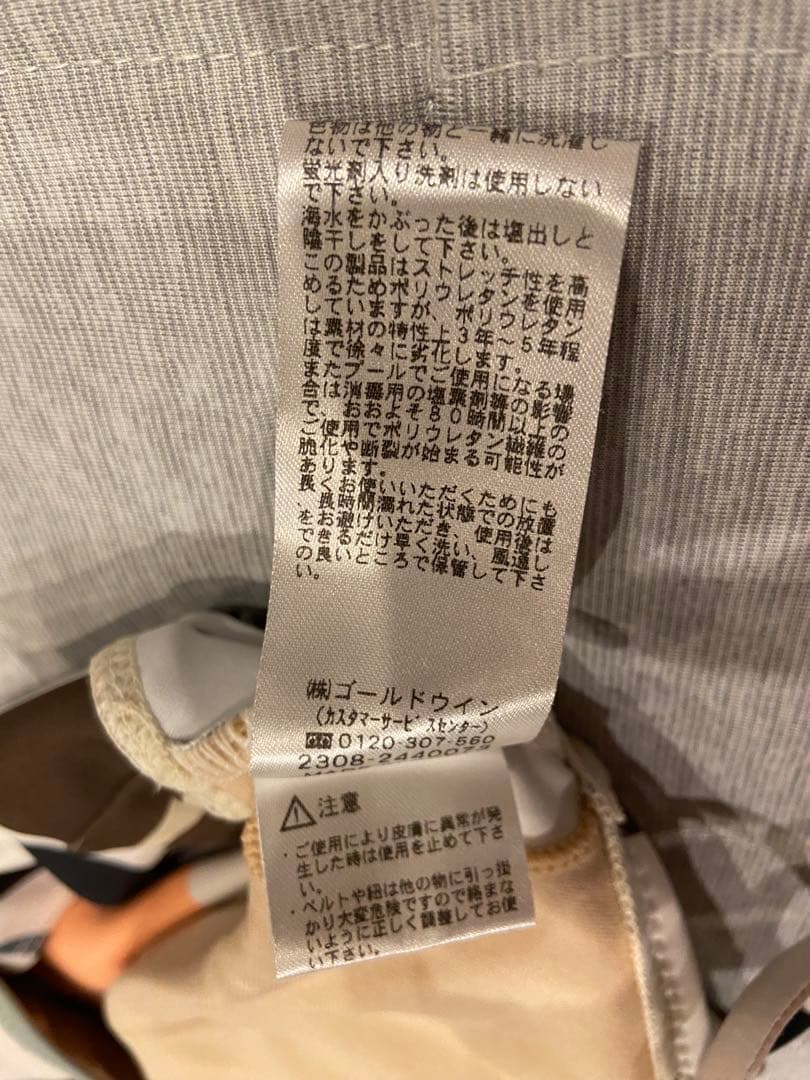 色物は他の物と一緒に洗濯し
ないで下さい。
蛍光剤入り洗剤は使用しない
で下さい。
海水をかぶった後は塩出しと
陰干しをして下さい。
この製品はストレッチ性を高
めるためポリウレタンを使用
していますが、ポリウレタン
は素材の特性上3年～5年程
度で徐々に劣化します。
またプールでご使用になる場
合は消毒用の塩素剤等の影響
で、おおよそ80時間以上の
ご使用でポリウレタン繊維の
脆化や断裂が始まる可能性が
あります。
長くお使いいただくためにも
、長時間濡れた状態での放置
をお避けいただき、使用後は
できるだけ早く洗い、風通し
の良いところで保管して下さ
い。
(株)ゴールドウイン
(カスタマーサービスセンター)
0120-307-560
2308-24400
⚠注意
・ご使用により皮膚に異常が発
生した時は使用を止めて下さ
い。
・ベルトや紐は他の物に引っ掛
かり大変危険ですので絡まな
いように正しく調整してお使
い下さい。